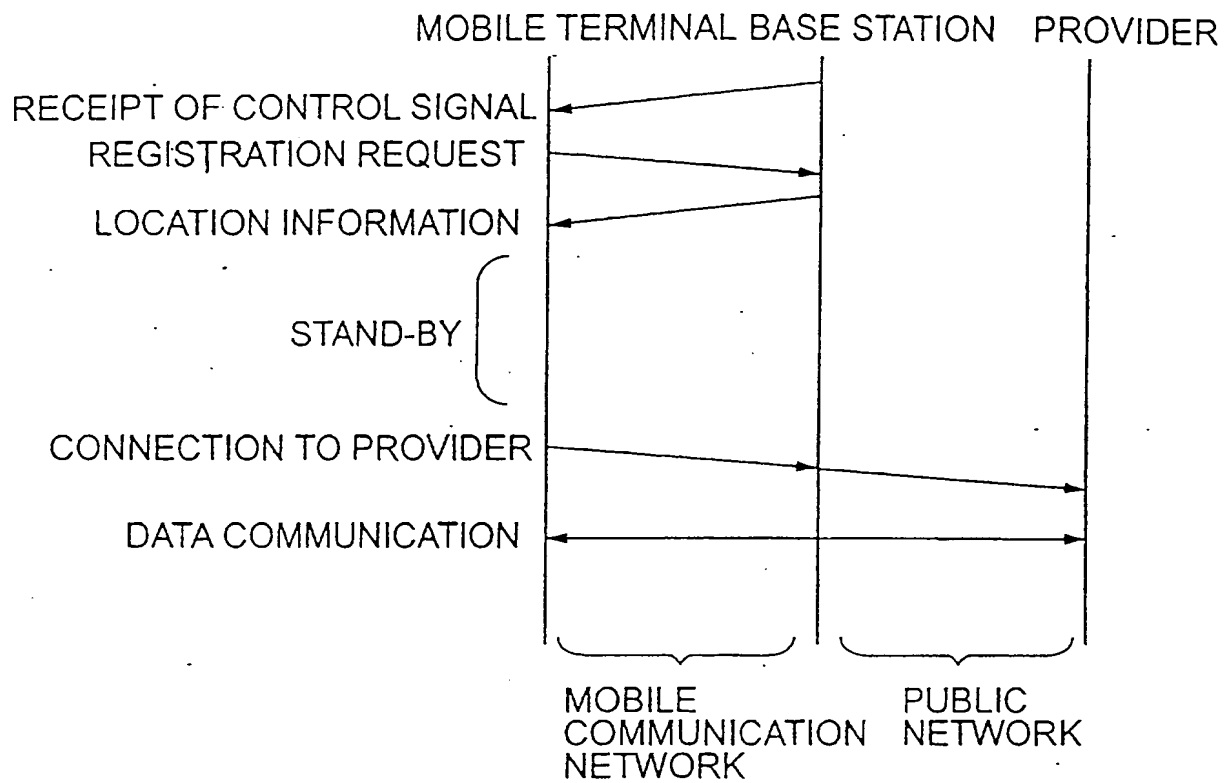 MOBILE TERMINAL BASE STATION PROVIDER
RECEIPT OF CONTROL SIGNAL
REGISTRATION REQUEST
LOCATION INFORMATION
STAND-BY
CONNECTION TO PROVIDER
DATA COMMUNICATION
MOBILE
COMMUNICATION
NETWORK
PUBLIC
NETWORK